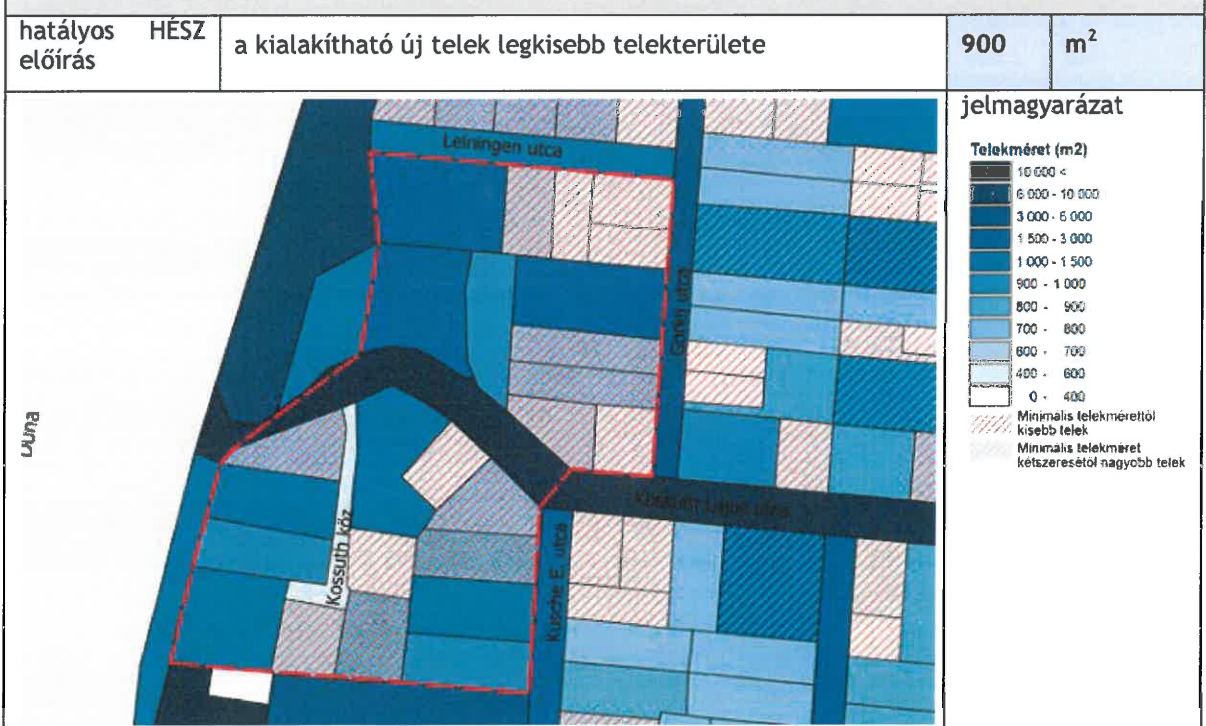 hatályos HÉSZ
előírás
a kialakítható új telek legkisebb telekterülete
900
m²
jelmagyarázat
Telekméret (m2)
10 000 <
6 000 - 10 000
3 000 - 6 000
1 500 - 3 000
1 000 - 1 500
900 - 1 000
800 - 900
700 - 800
600 - 700
400 - 600
0 - 400
Minimális telekmérettől
kisebb telek
Minimális telekméret
kétszeresétől nagyobb telek
Leiningen utca
Gorkij utca
Duna
Kossuth Lajos utca
Kossuth köz
Kusche E. utca